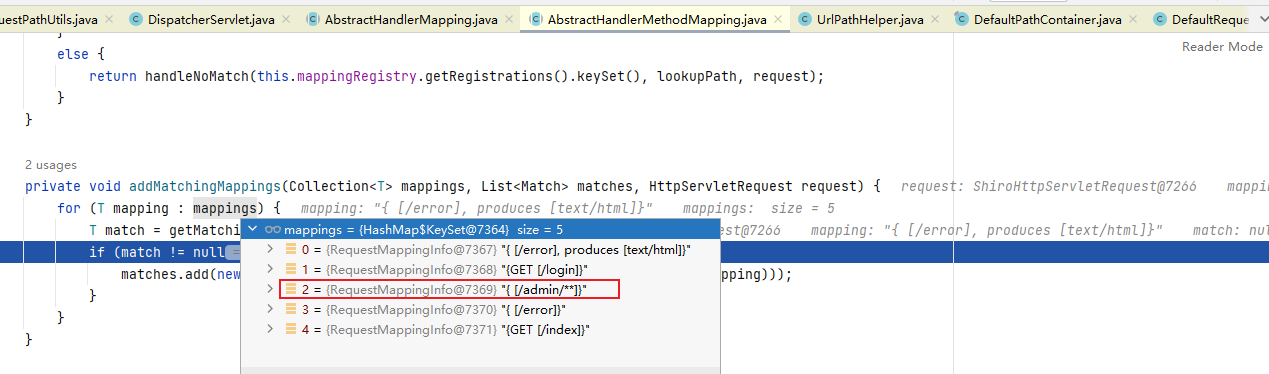 uestPathUtils.java DispatcherServlet.java AbstractHandlerMapping.java AbstractHandlerMethodMapping.java UrlPathHelper.java DefaultPathContainer.java DefaultReque
Reader Mode
}
else {
return handleNoMatch(this.mappingRegistry.getRegistrations().keySet(), lookupPath, request);
}
}
2 usages
private void addMatchingMappings(Collection<T> mappings, List<Match> matches, HttpServletRequest request) { request: ShiroHttpServletRequest@7266 mappin
for (T mapping : mappings) { mapping: "{ [/error], produces [text/html]}" mappings: size = 5
T match = getMatchi est@7266 mapping: "{ [/error], produces [text/html]}" match: nul
if (match != null =
matches.add(new pping)));
}
}
}
mappings = {HashMap$KeySet@7364} size = 5
0 = {RequestMappingInfo@7367} "{ [/error], produces [text/html]}"
1 = {RequestMappingInfo@7368} "{GET [/login]}"
2 = {RequestMappingInfo@7369} "{ [/admin/**]}"
3 = {RequestMappingInfo@7370} "{ [/error]}"
4 = {RequestMappingInfo@7371} "{GET [/index]}"